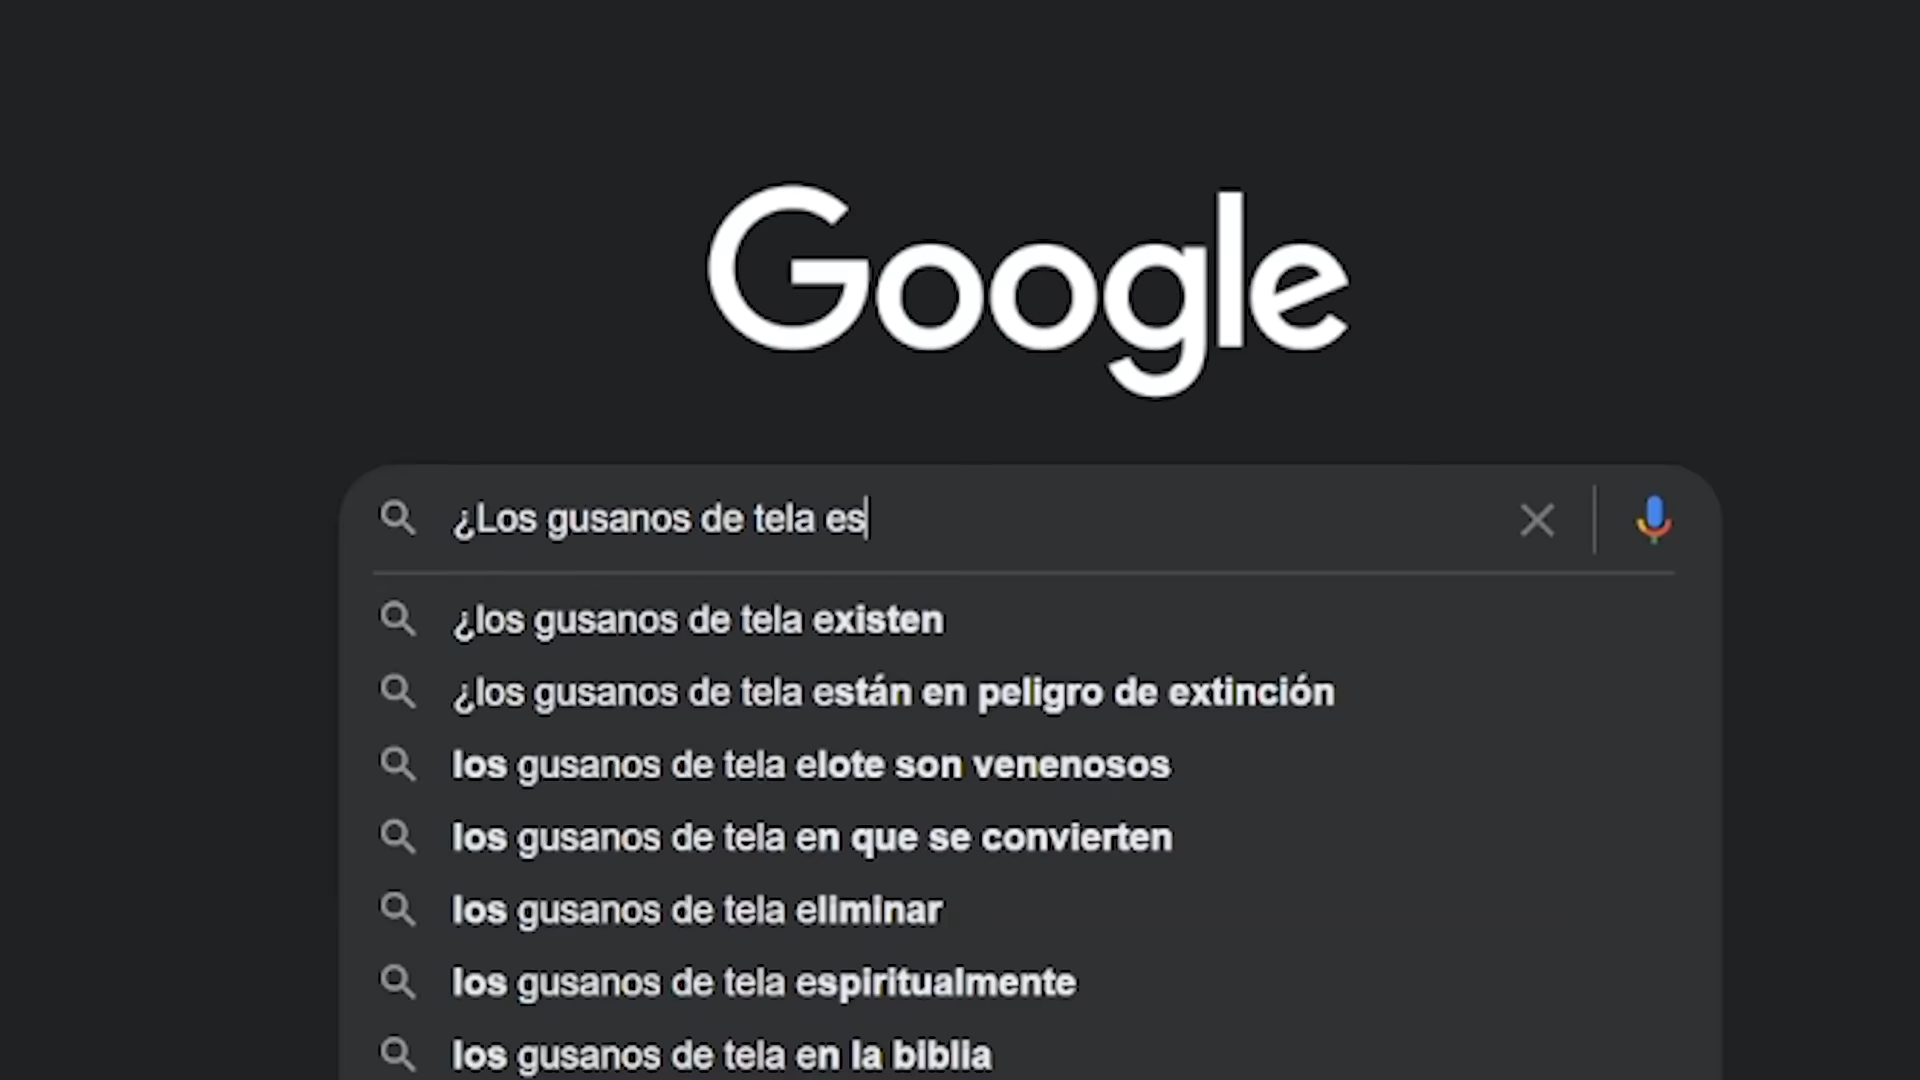 Google
¿Los gusanos de tela es
¿los gusanos de tela existen
¿los gusanos de tela están en peligro de extinción
los gusanos de tela elote son venenosos
los gusanos de tela en que se convierten
los gusanos de tela eliminar
los gusanos de tela espiritualmente
los gusanos de tela en la biblia